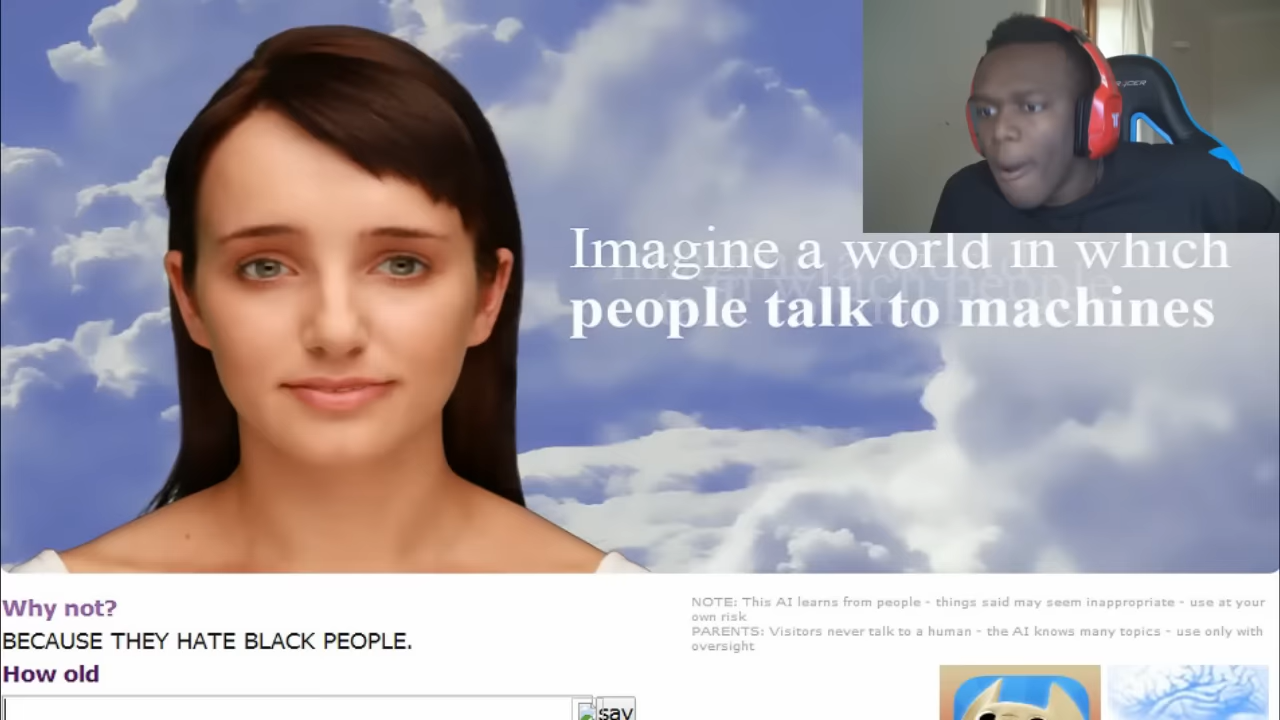 Imagine a world in which
people talk to machines
Why not?
BECAUSE THEY HATE BLACK PEOPLE.
How old
say
NOTE: This AI learns from people - things said may seem inappropriate - use at your
own risk
PARENTS: Visitors never talk to a human - the AI knows many topics - use only with
oversight